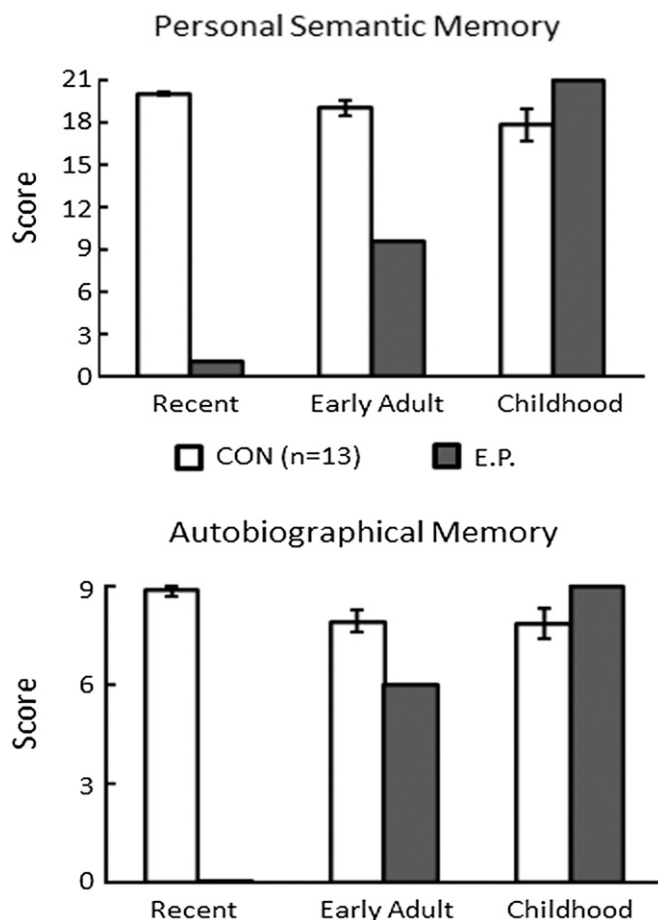 Personal Semantic Memory
21
18
15
12
9
6
3
0
Score
Recent Early Adult Childhood
CON (n=13) E.P.
Autobiographical Memory
9
6
3
0
Score
Recent Early Adult Childhood